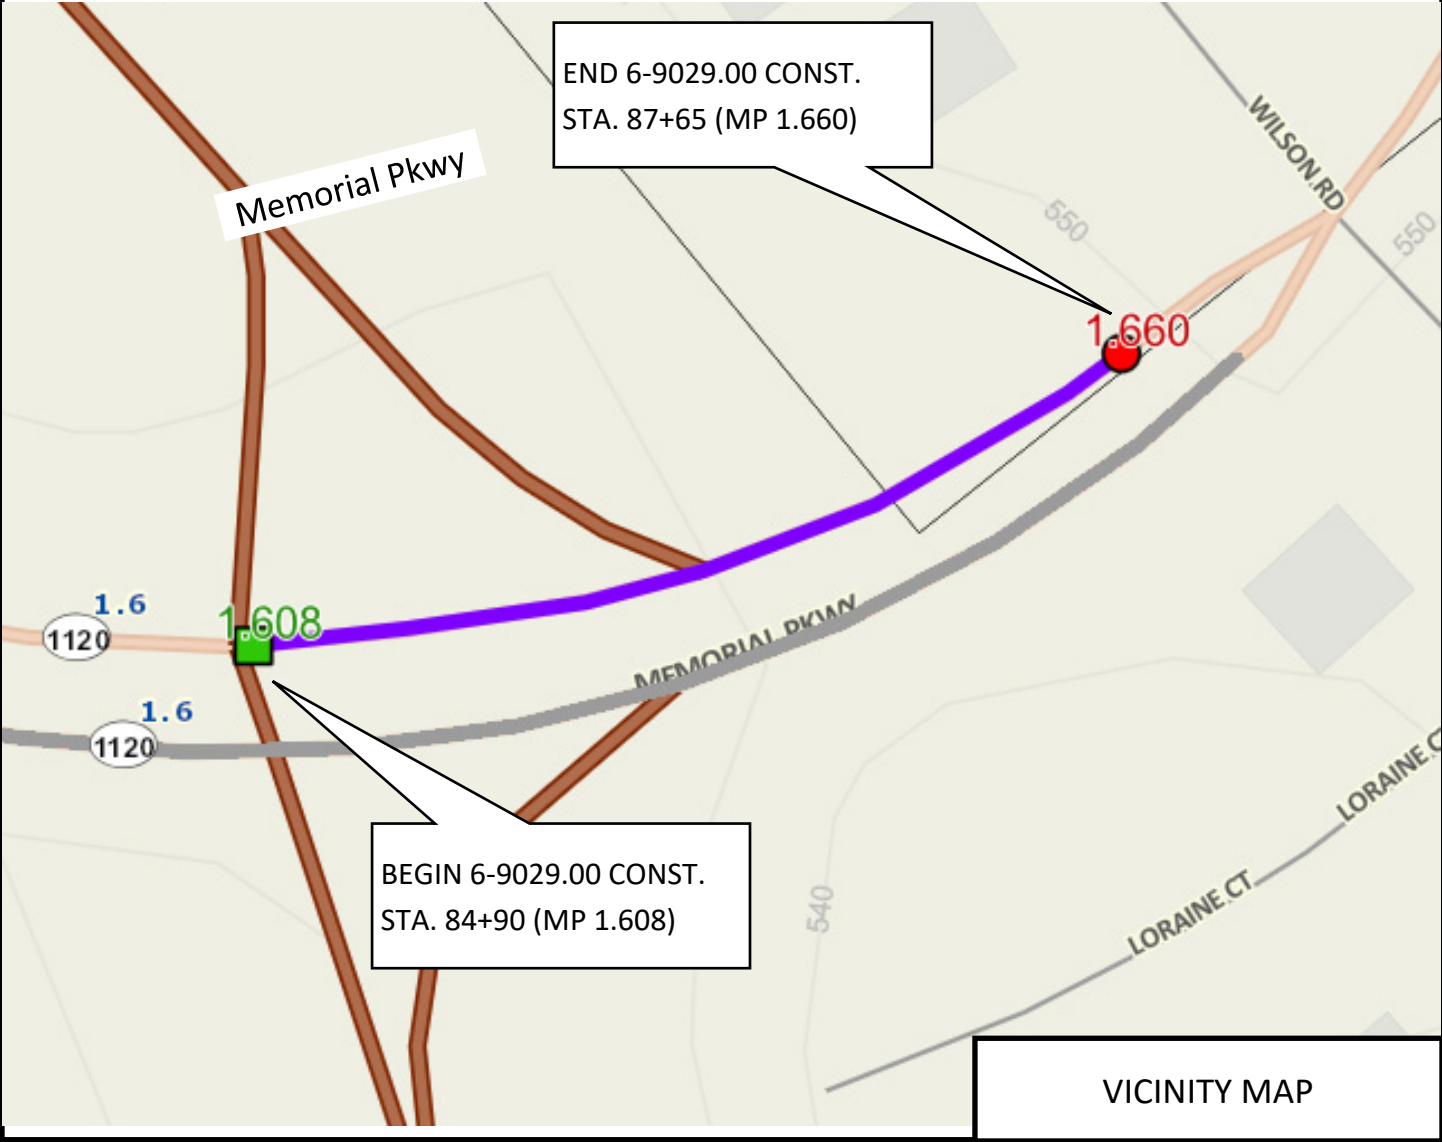 END 6-9029.00 CONST.
STA. 87+65 (MP 1.660)
WILSON RD
Memorial Pkwy
550
550
1.660
1.6
1120
1.608
MEMORIAL PKWY
1.6
1120
LORAINE C
BEGIN 6-9029.00 CONST.
STA. 84+90 (MP 1.608)
540
LORAINE CT
VICINITY MAP